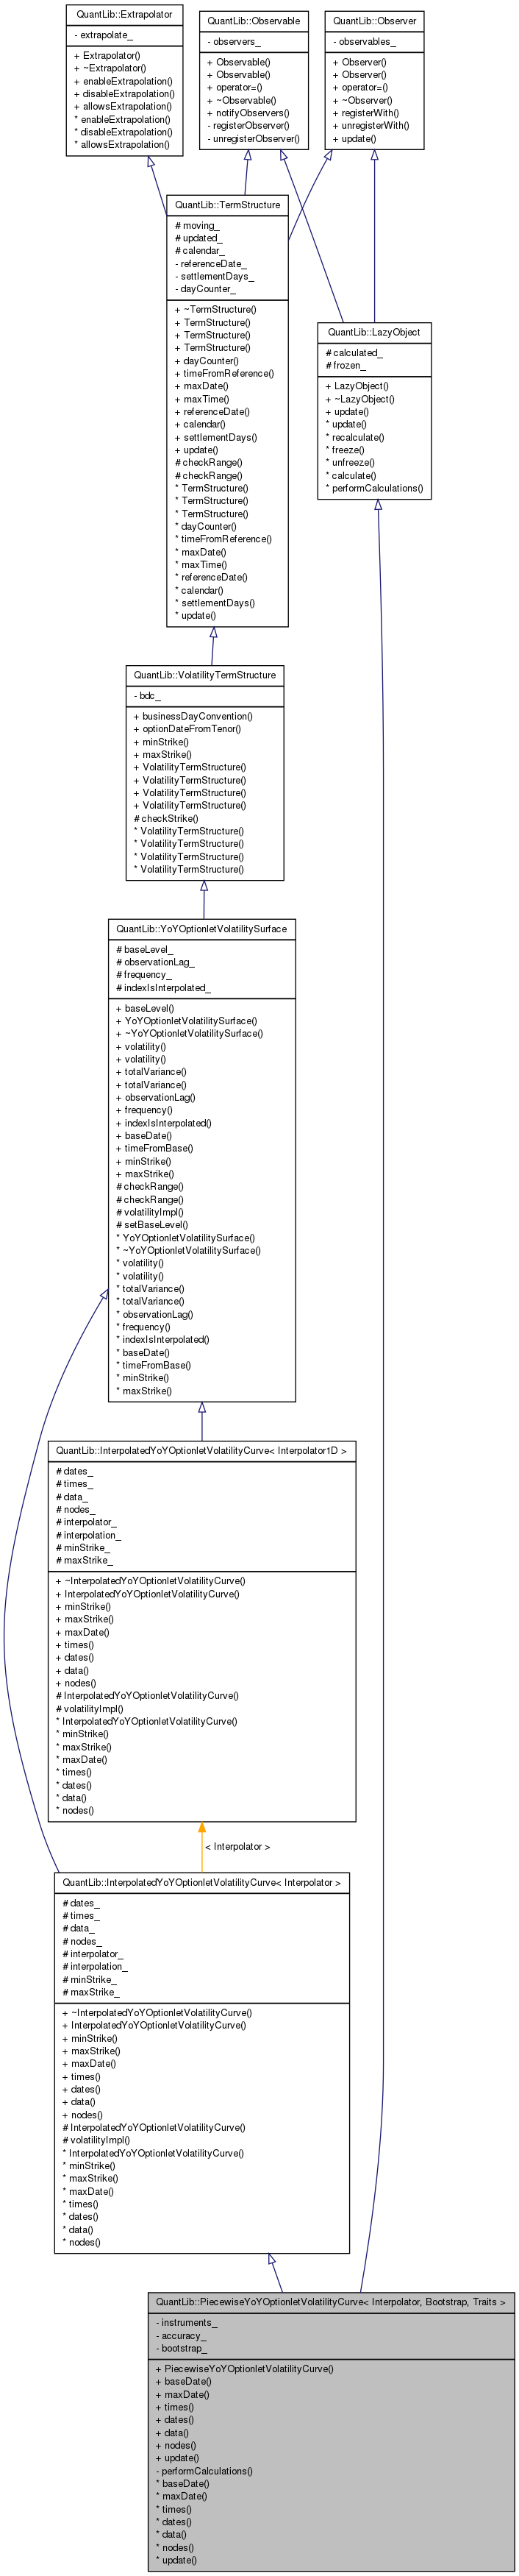 QuantLib::Extrapolator
- extrapolate_
+ Extrapolator()
+ ~Extrapolator()
+ enableExtrapolation()
+ disableExtrapolation()
+ allowsExtrapolation()
* enableExtrapolation()
* disableExtrapolation()
* allowsExtrapolation()
QuantLib::Observable
- observers_
+ Observable()
+ Observable()
+ operator=()
+ ~Observable()
+ notifyObservers()
- registerObserver()
- unregisterObserver()
QuantLib::Observer
- observables_
+ Observer()
+ Observer()
+ operator=()
+ ~Observer()
+ registerWith()
+ unregisterWith()
+ update()
QuantLib::TermStructure
# moving_
# updated_
# calendar_
- referenceDate_
- settlementDays_
- dayCounter_
+ ~TermStructure()
+ TermStructure()
+ TermStructure()
+ TermStructure()
+ dayCounter()
+ timeFromReference()
+ maxDate()
+ maxTime()
+ referenceDate()
+ calendar()
+ settlementDays()
+ update()
# checkRange()
# checkRange()
* TermStructure()
* TermStructure()
* TermStructure()
* dayCounter()
* timeFromReference()
* maxDate()
* maxTime()
* referenceDate()
* calendar()
* settlementDays()
* update()
QuantLib::LazyObject
# calculated_
# frozen_
+ LazyObject()
+ ~LazyObject()
+ update()
* update()
* recalculate()
* freeze()
* unfreeze()
* calculate()
* performCalculations()
QuantLib::VolatilityTermStructure
- bdc_
+ businessDayConvention()
+ optionDateFromTenor()
+ minStrike()
+ maxStrike()
+ VolatilityTermStructure()
+ VolatilityTermStructure()
+ VolatilityTermStructure()
+ VolatilityTermStructure()
# checkStrike()
* VolatilityTermStructure()
* VolatilityTermStructure()
* VolatilityTermStructure()
* VolatilityTermStructure()
QuantLib::YoYOptionletVolatilitySurface
# baseLevel_
# observationLag_
# frequency_
# indexIsInterpolated_
+ baseLevel()
+ YoYOptionletVolatilitySurface()
+ ~YoYOptionletVolatilitySurface()
+ volatility()
+ volatility()
+ totalVariance()
+ totalVariance()
+ observationLag()
+ frequency()
+ indexIsInterpolated()
+ baseDate()
+ timeFromBase()
+ minStrike()
+ maxStrike()
# checkRange()
# checkRange()
# volatilityImpl()
# setBaseLevel()
* YoYOptionletVolatilitySurface()
* ~YoYOptionletVolatilitySurface()
* volatility()
* volatility()
* totalVariance()
* totalVariance()
* observationLag()
* frequency()
* indexIsInterpolated()
* baseDate()
* timeFromBase()
* minStrike()
* maxStrike()
QuantLib::InterpolatedYoYOptionletVolatilityCurve< Interpolator1D >
# dates_
# times_
# data_
# nodes_
# interpolator_
# interpolation_
# minStrike_
# maxStrike_
+ ~InterpolatedYoYOptionletVolatilityCurve()
+ InterpolatedYoYOptionletVolatilityCurve()
+ minStrike()
+ maxStrike()
+ maxDate()
+ times()
+ dates()
+ data()
+ nodes()
# InterpolatedYoYOptionletVolatilityCurve()
# volatilityImpl()
* InterpolatedYoYOptionletVolatilityCurve()
* minStrike()
* maxStrike()
* maxDate()
* times()
* dates()
* data()
* nodes()
< Interpolator >
QuantLib::InterpolatedYoYOptionletVolatilityCurve< Interpolator >
# dates_
# times_
# data_
# nodes_
# interpolator_
# interpolation_
# minStrike_
# maxStrike_
+ ~InterpolatedYoYOptionletVolatilityCurve()
+ InterpolatedYoYOptionletVolatilityCurve()
+ minStrike()
+ maxStrike()
+ maxDate()
+ times()
+ dates()
+ data()
+ nodes()
# InterpolatedYoYOptionletVolatilityCurve()
# volatilityImpl()
* InterpolatedYoYOptionletVolatilityCurve()
* minStrike()
* maxStrike()
* maxDate()
* times()
* dates()
* data()
* nodes()
QuantLib::PiecewiseYoYOptionletVolatilityCurve< Interpolator, Bootstrap, Traits >
- instruments_
- accuracy_
- bootstrap_
+ PiecewiseYoYOptionletVolatilityCurve()
+ baseDate()
+ maxDate()
+ times()
+ dates()
+ data()
+ nodes()
+ update()
- performCalculations()
* baseDate()
* maxDate()
* times()
* dates()
* data()
* nodes()
* update()